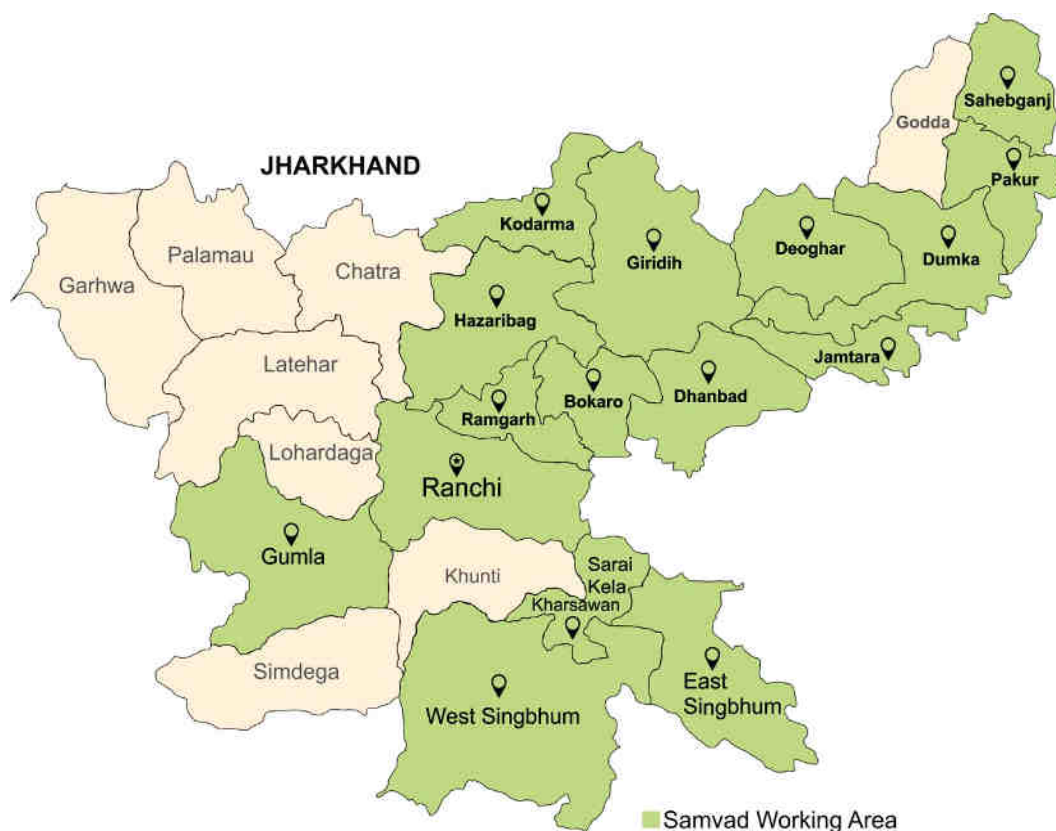 Sahebganj
Godda
JHARKHAND
Pakur
Kodarma
Palamau
Deoghar
Dumka
Chatra
Giridih
Garhwa
Hazaribag
Jamtara
Latehar
Dhanbad
Bokaro
Ramgarh
Lohardaga
Ranchi
Gumla
Sarai
Kela
Khunti
Kharsawan
Simdega
East
Singbhum
West Singbhum
Samvad Working Area